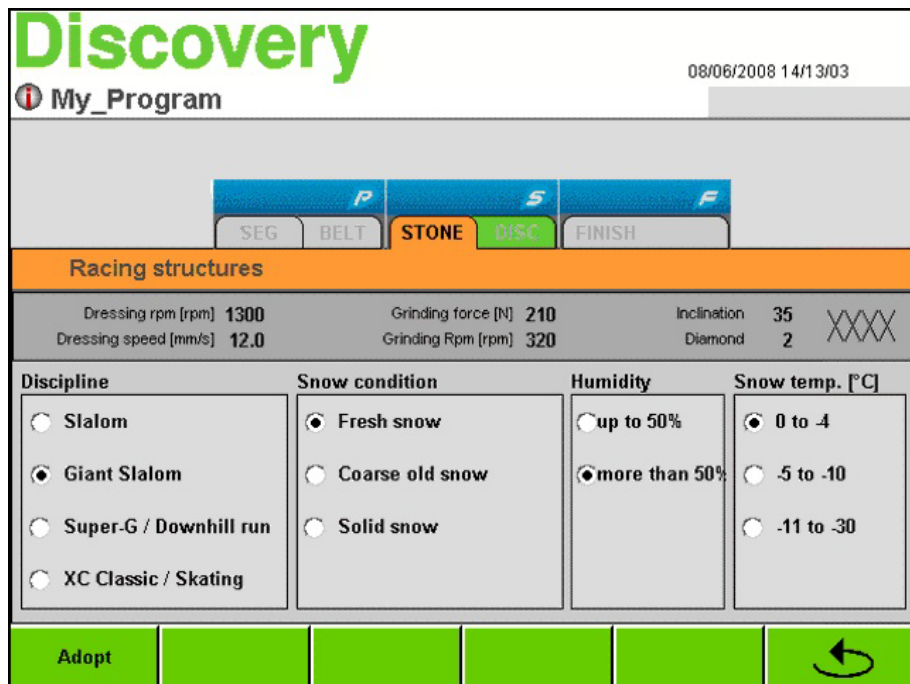 Discovery
08/06/2008 14/13/03
My_Program
P S F
SEG BELT STONE DISC FINISH
Racing structures
Dressing rpm [rpm] 1300 Grinding force [N] 210 Inclination 35
Dressing speed [mm/s] 12.0 Grinding Rpm [rpm] 320 Diamond 2
Discipline Snow condition Humidity Snow temp. [°C]
Slalom Fresh snow up to 50% 0 to -4
Giant Slalom Coarse old snow more than 50% -5 to -10
Super-G / Downhill run Solid snow -11 to -30
XC Classic / Skating
Adopt